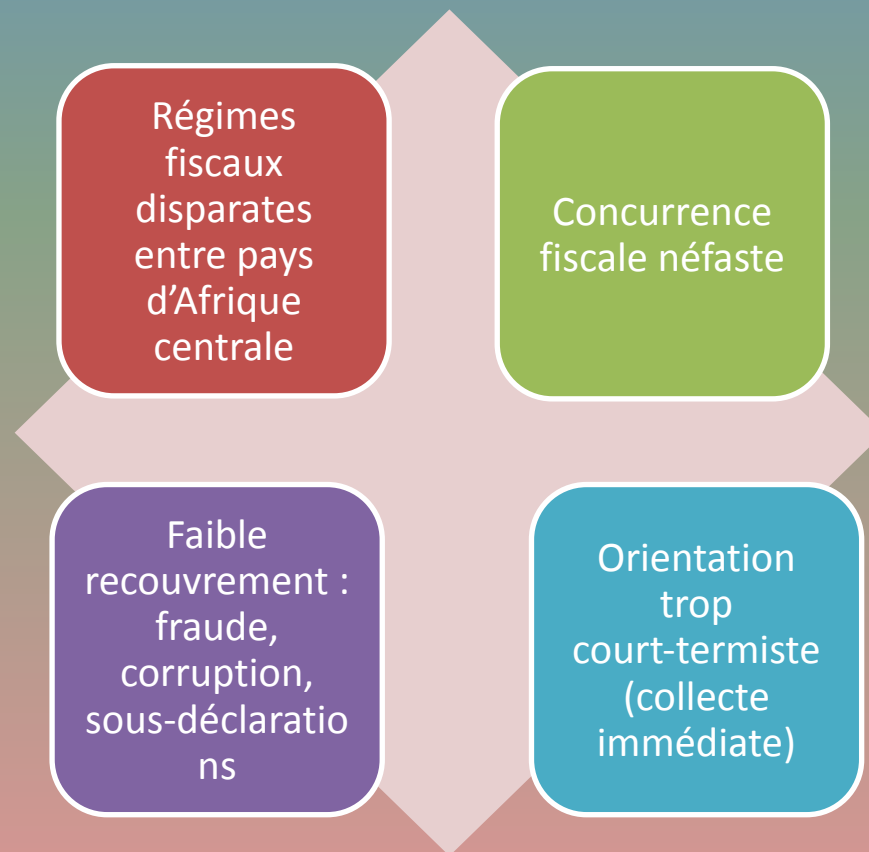 Régimes
fiscaux
disparates
entre pays
d’Afrique
centrale
Concurrence
fiscale néfaste
Faible
recouvrement :
fraude,
corruption,
sous-déclaratio
ns
Orientation
trop
court-termiste
(collecte
immédiate)